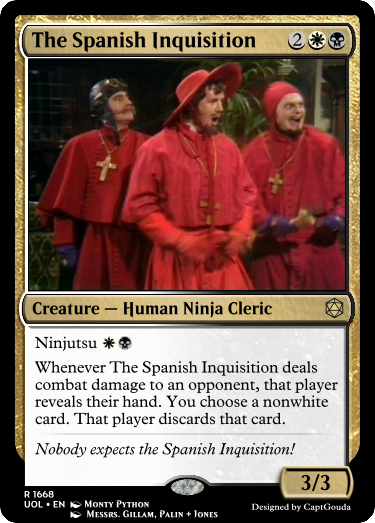 The Spanish Inquisition 2
Creature — Human Ninja Cleric
Ninjutsu
Whenever The Spanish Inquisition deals
combat damage to an opponent, that player
reveals their hand. You choose a nonwhite
card. That player discards that card.
Nobody expects the Spanish Inquisition!
3/3
R 1668
UOL • EN Monty Python
Messrs. Gillam, Palin + Jones
Designed by CaptGouda